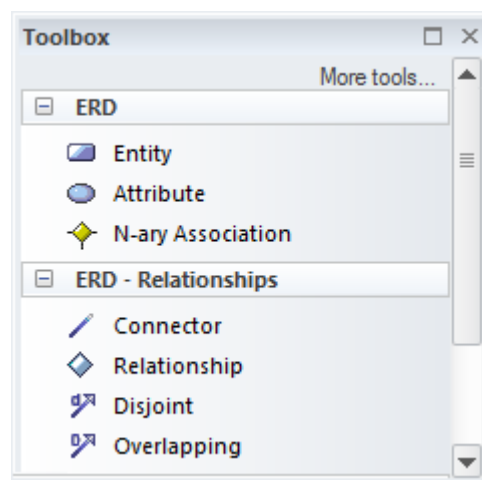 Toolbox
More tools...
ERD
Entity
Attribute
N-ary Association
ERD - Relationships
Connector
Relationship
Disjoint
Overlapping